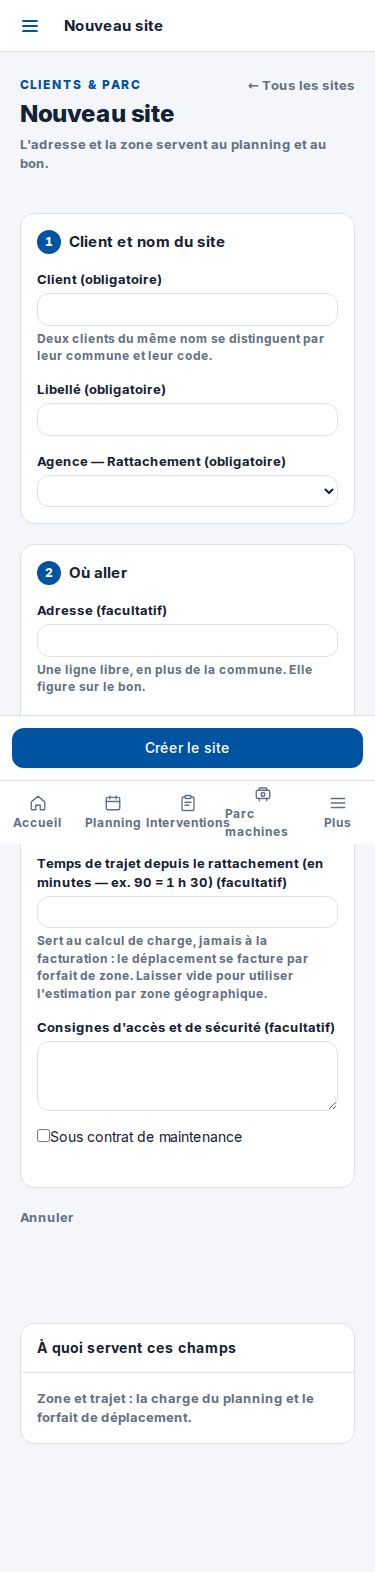 Nouveau site
CLIENTS & PARC
← Tous les sites
Nouveau site
L'adresse et la zone servent au planning et au
bon.
1 Client et nom du site
Client (obligatoire)
Deux clients du même nom se distinguent par
leur commune et leur code.
Libellé (obligatoire)
Agence — Rattachement (obligatoire)
2 Où aller
Adresse (facultatif)
Une ligne libre, en plus de la commune. Elle
figure sur le bon.
Créer le site
Accueil
Planning
Interventions
Parc
machines
Plus
Temps de trajet depuis le rattachement (en
minutes — ex. 90 = 1 h 30) (facultatif)
Sert au calcul de charge, jamais à la
facturation : le déplacement se facture par
forfait de zone. Laisser vide pour utiliser
l'estimation par zone géographique.
Consignes d'accès et de sécurité (facultatif)
Sous contrat de maintenance
Annuler
À quoi servent ces champs
Zone et trajet : la charge du planning et le
forfait de déplacement.